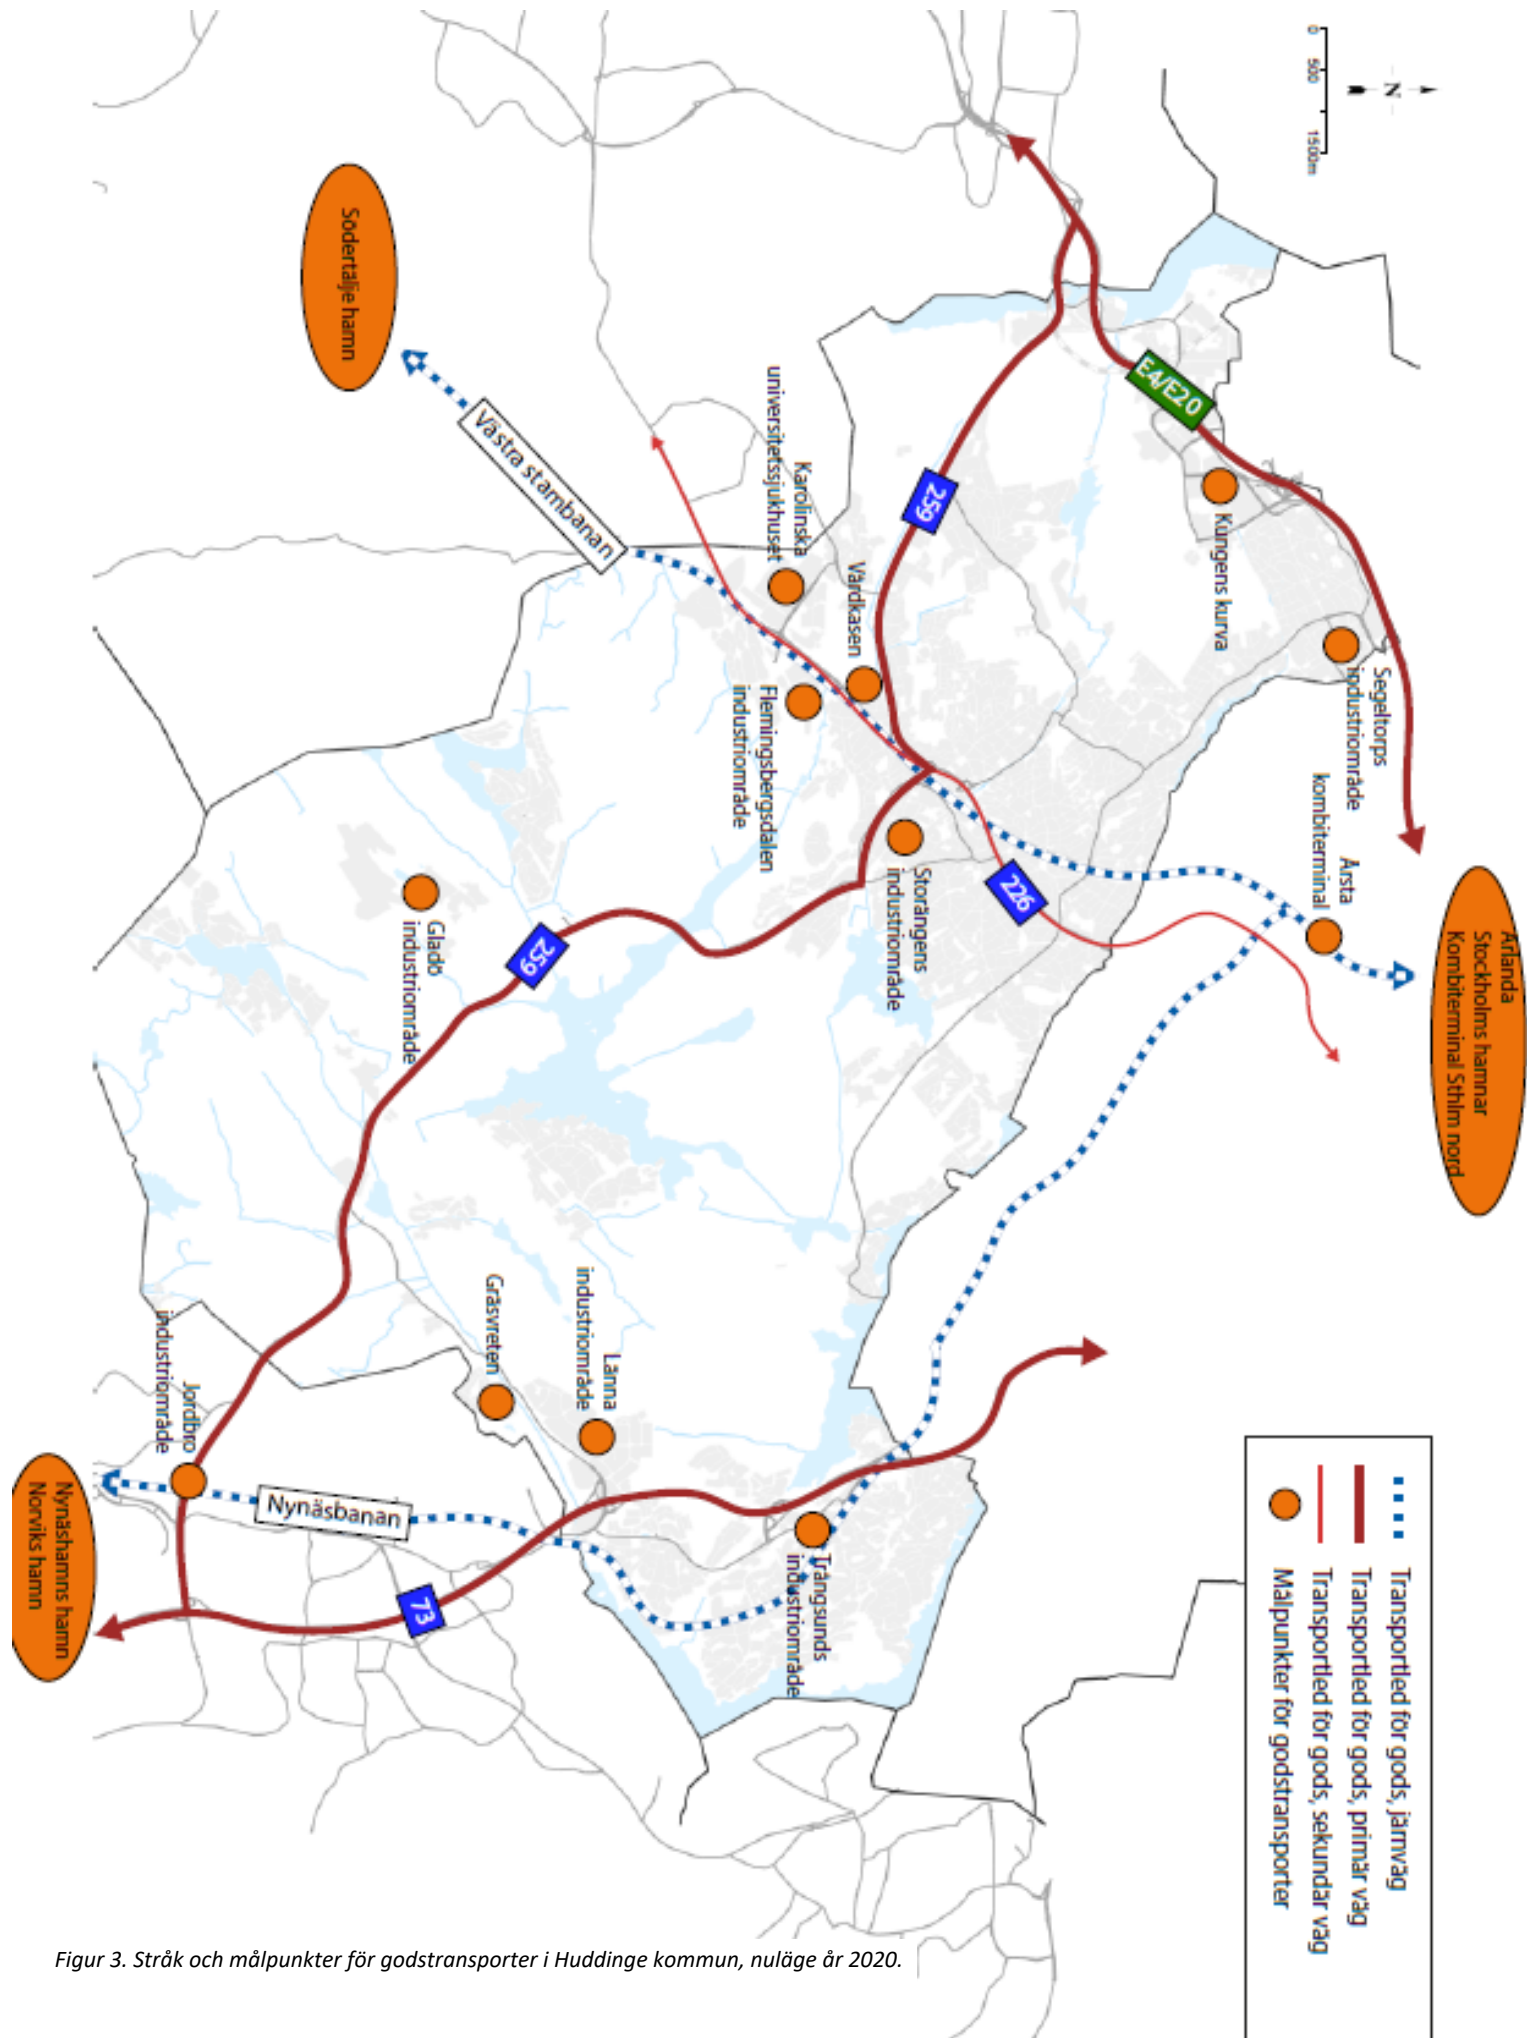 0 500 1500m
N
Södertälje hamn
Västra stambanan
Karolinska
universitetssjukhuset
Vårdkasen
Flemingsbergsdalen
industriområde
259
E4/E20
Kungens kurva
Segeltorps
industriområde
Årsta
kombiterminal
Arlanda
Stockholms hamnar
Kombiterminal Sthlm nord
226
Storängens
industriområde
259
Gladö
industriområde
Gräsvreten
Länna
industriområde
Jordbro
industriområde
Nynäsbanan
Nynäshamns hamn
Norviks hamn
73
Trångsunds
industriområde
Transportled för gods, järnväg
Transportled för gods, primär väg
Transportled för gods, sekundär väg
Målpunkter för godstransporter
Figur 3. Stråk och målpunkter för godstransporter i Huddinge kommun, nuläge år 2020.